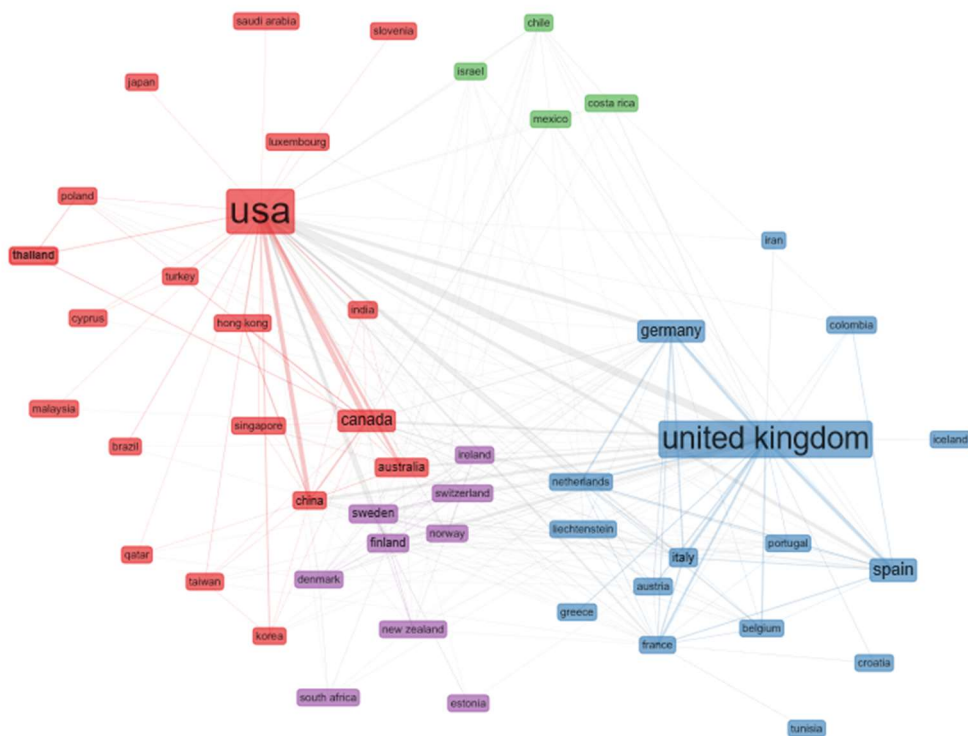 saudi arabia
chile
slovenia
israel
japan
costa rica
mexico
luxembourg
poland
usa
iran
thailand
turkey
india
cyprus
hong kong
germany
colombia
malaysia
canada
singapore
united kingdom
iceland
brazil
ireland
australia
netherlands
switzerland
china
sweden
liechtenstein
norway
finland
portugal
qatar
italy
spain
denmark
taiwan
austria
greece
new zealand
belgium
korea
france
croatia
south africa
estonia
tunisia